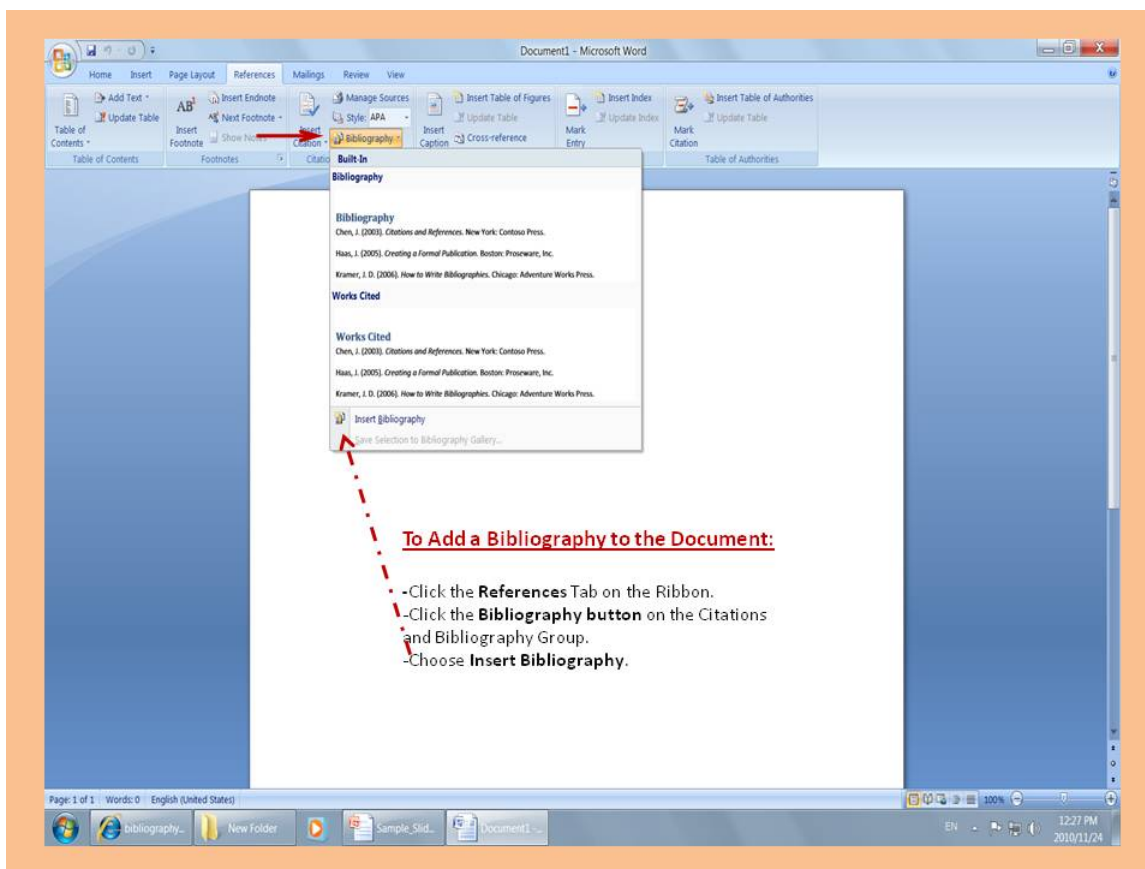 Document1 - Microsoft Word
Home Insert Page Layout References Mailings Review View
Table of Contents
Add Text
Update Table
Table of Contents
AB1
Insert Footnote
Insert Endnote
Next Footnote
Show
Footnotes
Insert Citation
Manage Sources
Style: APA
Bibliography
Insert Caption
Insert Table of Figures
Update Table
Cross-reference
Mark Entry
Insert Index
Update Index
Mark Citation
Insert Table of Authorities
Update Table
Table of Authorities
Built-In
Bibliography
Bibliography
Chen, J. (2003). Citations and References. New York: Contoso Press.
Haas, J. (2005). Creating a Formal Publication. Boston: Proseware, Inc.
Kramer, J. D. (2006). How to Write Bibliographies. Chicago: Adventure Works Press.
Works Cited
Works Cited
Chen, J. (2003). Citations and References. New York: Contoso Press.
Haas, J. (2005). Creating a Formal Publication. Boston: Proseware, Inc.
Kramer, J. D. (2006). How to Write Bibliographies. Chicago: Adventure Works Press.
Insert Bibliography
Save Selection to Bibliography Gallery...
To Add a Bibliography to the Document:
-Click the References Tab on the Ribbon.
-Click the Bibliography button on the Citations
and Bibliography Group.
-Choose Insert Bibliography.
Page: 1 of 1 Words: 0 English (United States) 100%
bibliography... New Folder Sample_Slid... Document1 -... EN 12:27 PM
2010/11/24